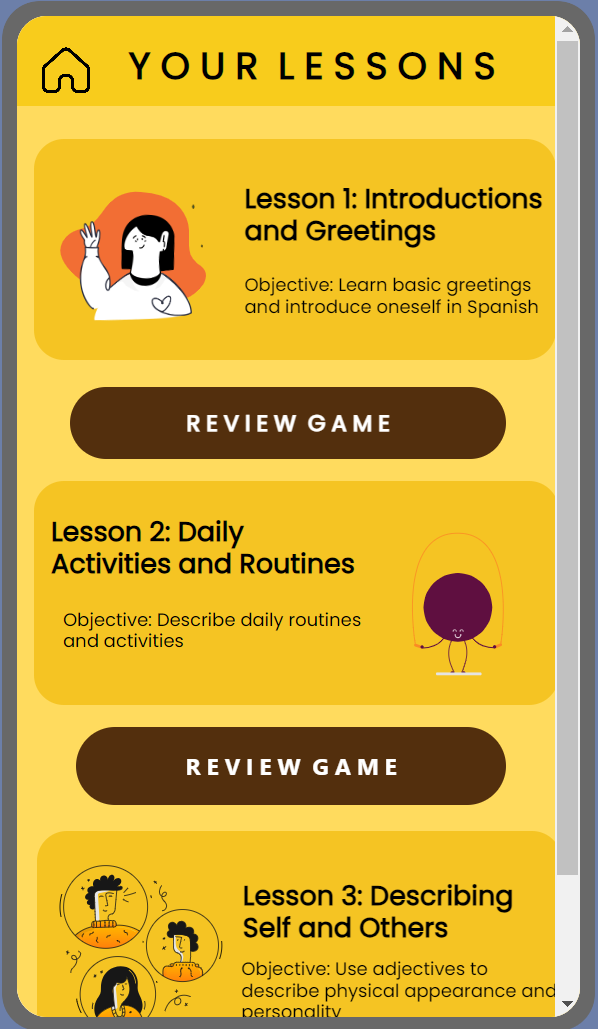 YOUR LESSONS
Lesson 1: Introductions
and Greetings
Objective: Learn basic greetings
and introduce oneself in Spanish
REVIEW GAME
Lesson 2: Daily
Activities and Routines
Objective: Describe daily routines
and activities
REVIEW GAME
Lesson 3: Describing
Self and Others
Objective: Use adjectives to
describe physical appearance and
personality